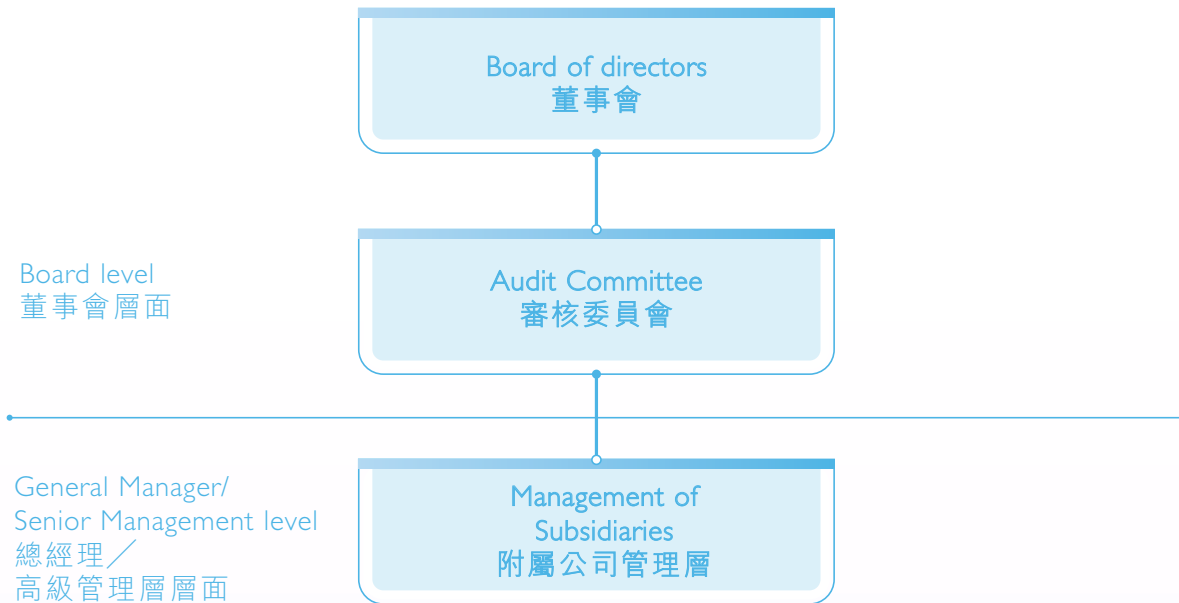 Board of directors
董事會
Board level
董事會層面
Audit Committee
審核委員會
General Manager/
Senior Management level
總經理／
高級管理層層面
Management of
Subsidiaries
附屬公司管理層